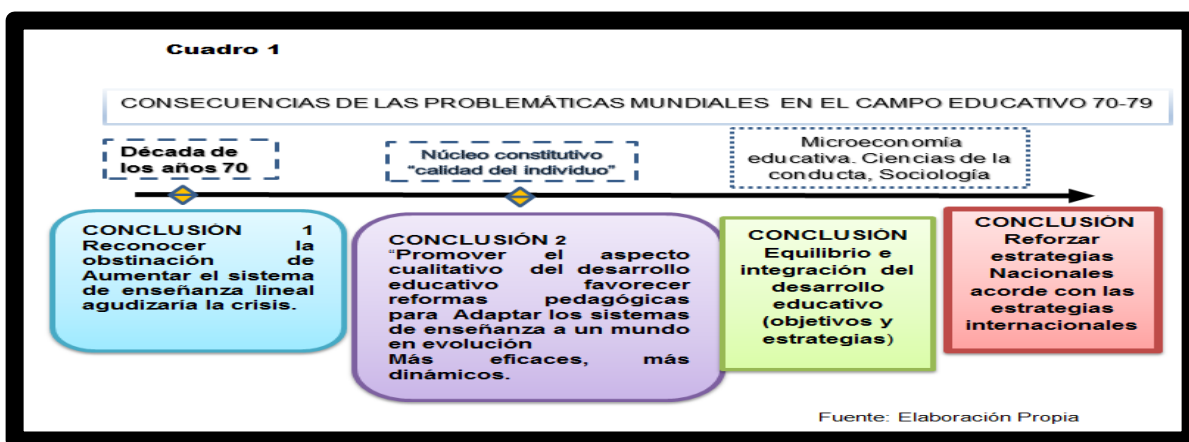 Cuadro 1
CONSECUENCIAS DE LAS PROBLEMÁTICAS MUNDIALES EN EL CAMPO EDUCATIVO 70-79
Década de
los años 70
Núcleo constitutivo
“calidad del individuo”
Microeconomía
educativa. Ciencias de la
conducta, Sociología
CONCLUSIÓN 1
Reconocer la
obstinación de
Aumentar el sistema
de enseñanza lineal
agudizaría la crisis.
CONCLUSIÓN 2
“Promover el aspecto
cualitativo del desarrollo
educativo favorecer
reformas pedagógicas
para Adaptar los sistemas
de enseñanza a un mundo
en evolución
Más eficaces, más
dinámicos.
CONCLUSIÓN
Equilibrio e
integración del
desarrollo
educativo
(objetivos y
estrategias)
CONCLUSIÓN
Reforzar
estrategias
Nacionales
acorde con las
estrategias
internacionales
Fuente: Elaboración Propia